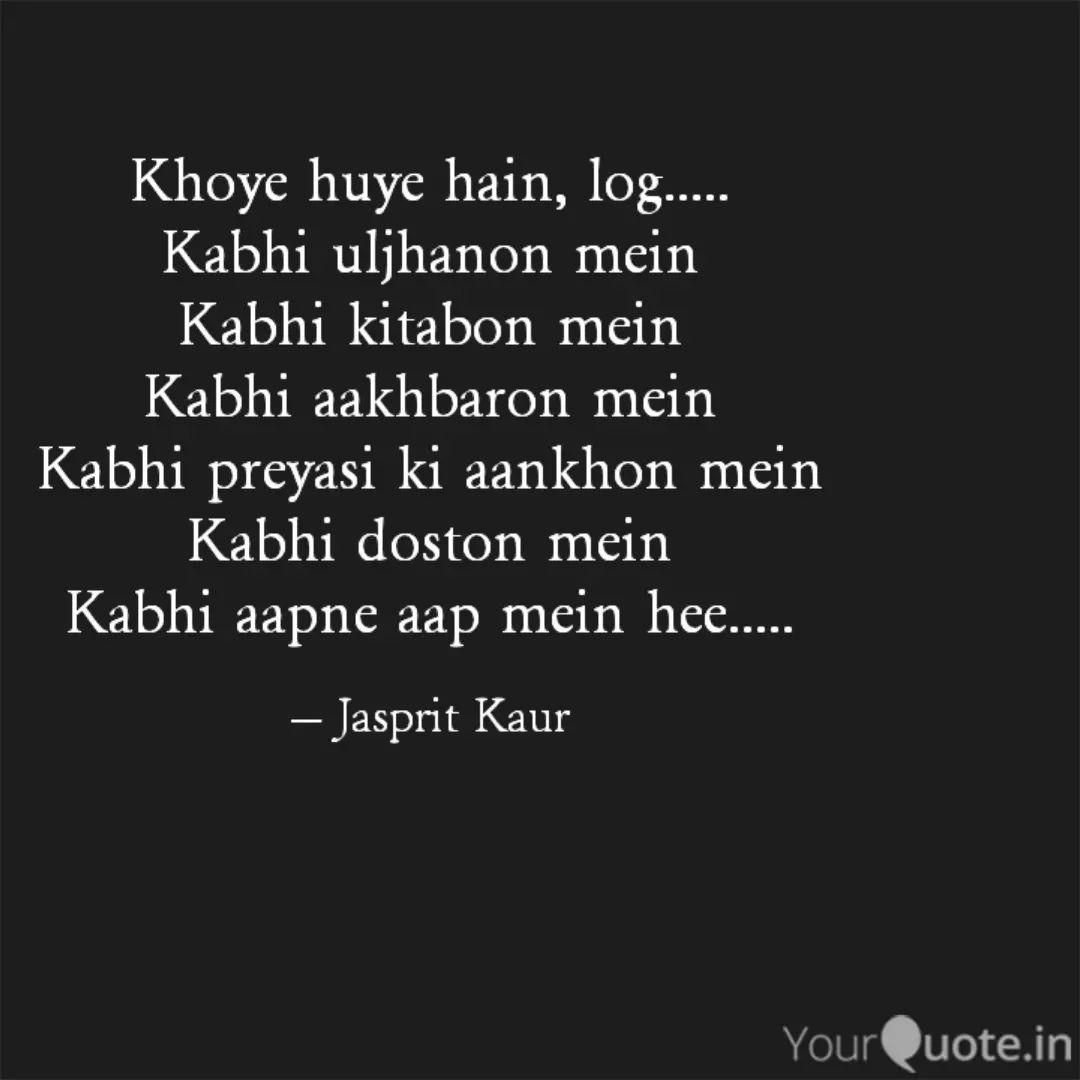 Khoye huye hain, log.....
Kabhi uljhanon mein
Kabhi kitabon mein
Kabhi aakhbaron mein
Kabhi preyasi ki aankhon mein
Kabhi doston mein
Kabhi aapne aap mein hee.....
– Jasprit Kaur
YourQuote.in